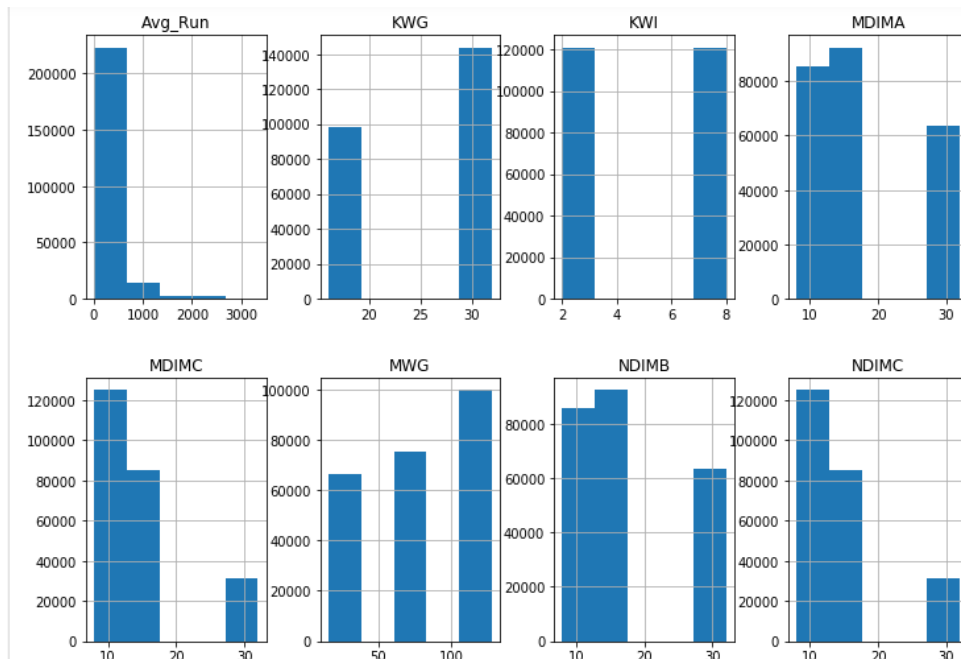 Avg_Run KWG KWI MDIMA
200000 150000 100000 50000 0
140000 120000 100000 80000 60000 40000 20000 0
120000 100000 80000 60000 40000 20000 0
80000 60000 40000 20000 0
0 1000 2000 3000 20 25 30 2 4 6 8 10 20 30
MDIMC MWG NDIMB NDIMC
120000 100000 80000 60000 40000 20000 0
100000 80000 60000 40000 20000 0
80000 60000 40000 20000 0
120000 100000 80000 60000 40000 20000 0
10 20 30 50 100 10 20 30 10 20 30